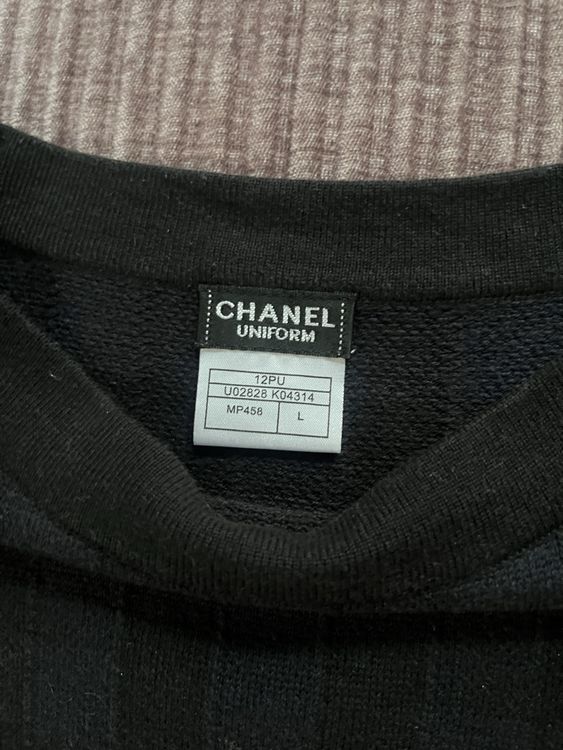 CHANEL
UNIFORM
12PU
U02828 K04314
MP458 L